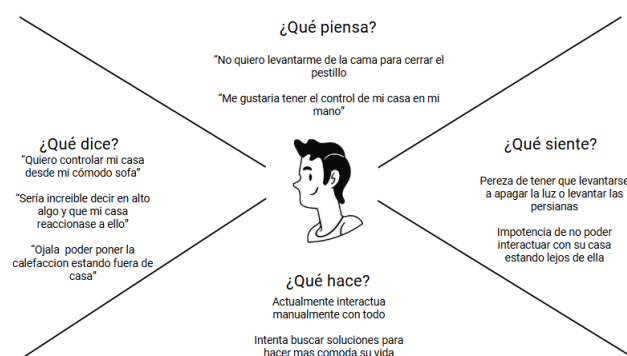 ¿Qué piensa?
“No quiero levantarme de la cama para cerrar el
pestillo
“Me gustaria tener el control de mi casa en mi
mano”
¿Qué dice?
“Quiero controlar mi casa
desde mi cómodo sofa”
“Sería increible decir en alto
algo y que mi casa
reaccionase a ello”
“Ojala poder poner la
calefaccion estando fuera de
casa”
¿Qué siente?
Pereza de tener que levantarse
a apagar la luz o levantar las
persianas
Impotencia de no poder
interactuar con su casa
estando lejos de ella
¿Qué hace?
Actualmente interactua
manualmente con todo
Intenta buscar soluciones para
hacer mas comoda su vida